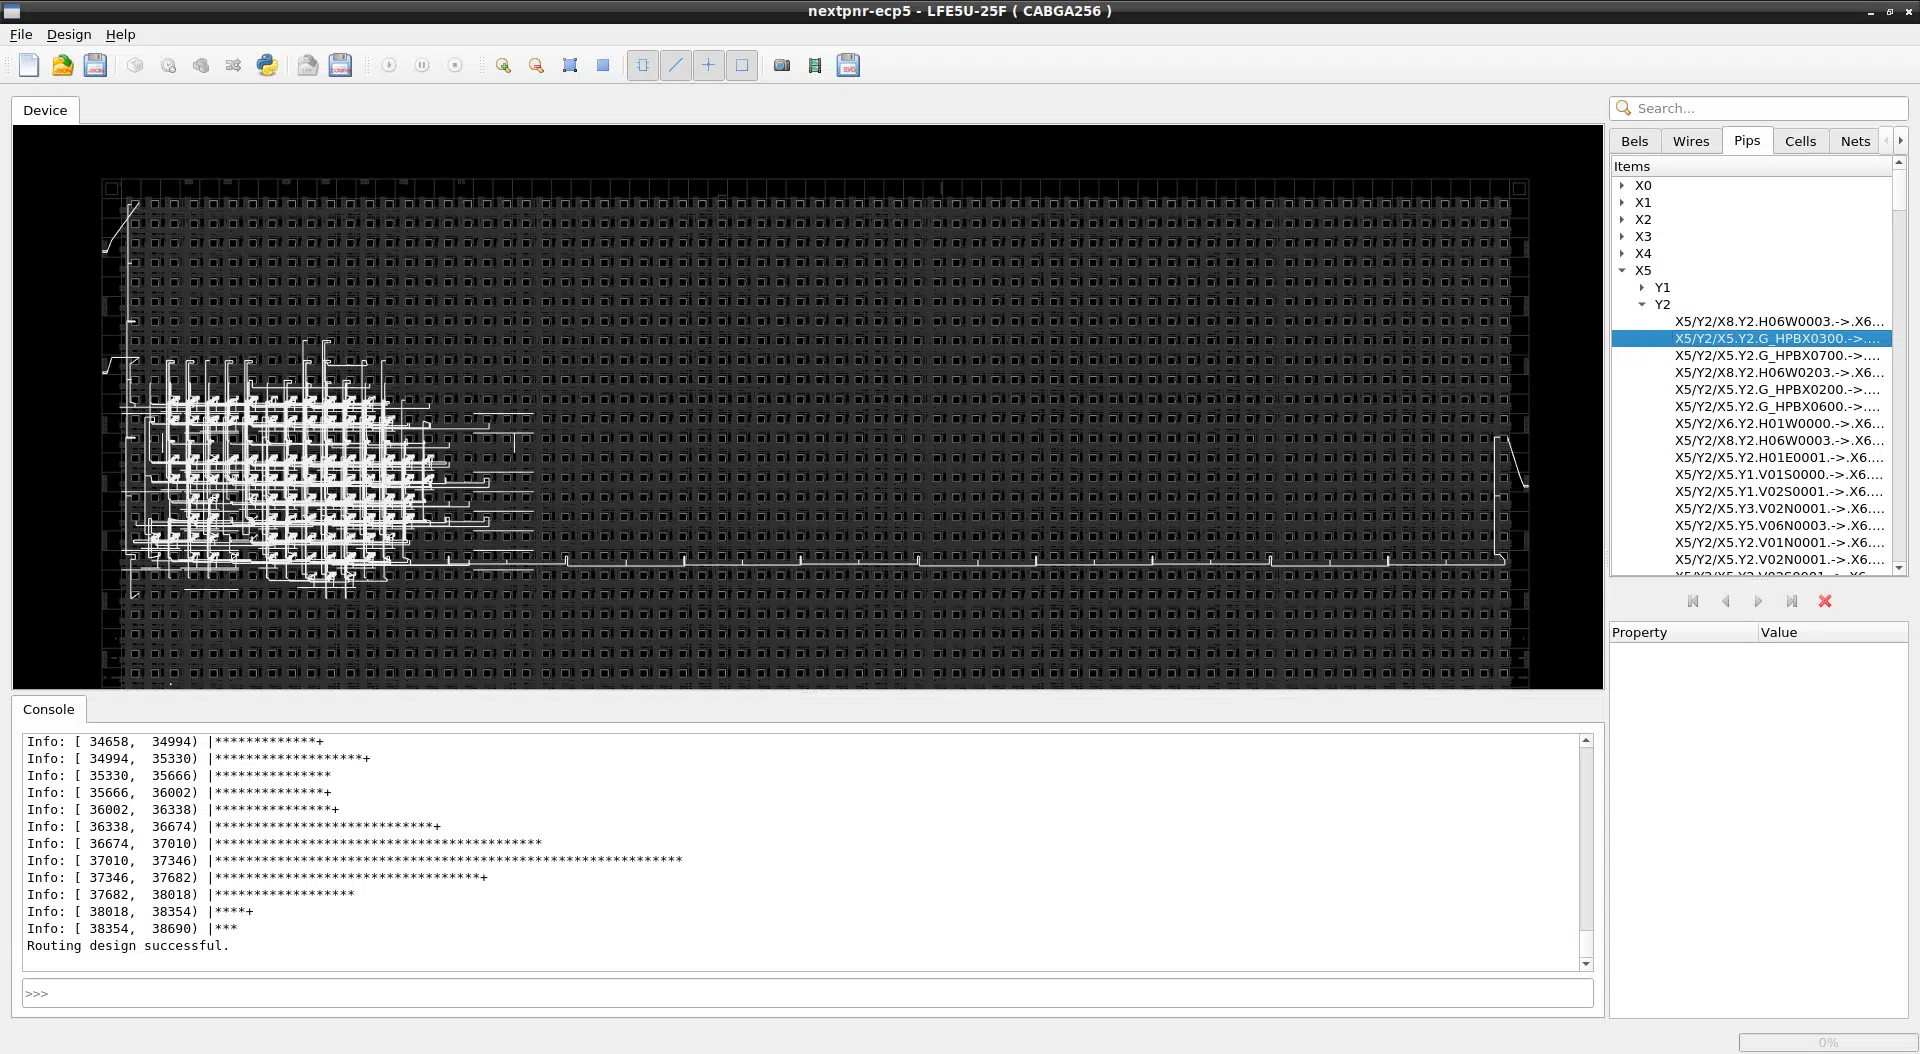 nextpnr-ecp5 - LFE5U-25F ( CABGA256 )
File Design Help
Device
Search...
Bels Wires Pips Cells Nets
Items
X0
X1
X2
X3
X4
X5
Y1
Y2
X5/Y2/X8.Y2.H06W0003.->.X6...
X5/Y2/X5.Y2.G_HPBX0300.->....
X5/Y2/X5.Y2.G_HPBX0700.->....
X5/Y2/X8.Y2.H06W0203.->.X6...
X5/Y2/X5.Y2.G_HPBX0200.->....
X5/Y2/X5.Y2.G_HPBX0600.->....
X5/Y2/X6.Y2.H01W0000.->.X6...
X5/Y2/X8.Y2.H06W0003.->.X6...
X5/Y2/X5.Y2.H01E0001.->.X6....
X5/Y2/X5.Y1.V01S0000.->.X6....
X5/Y2/X5.Y1.V02S0001.->.X6....
X5/Y2/X5.Y3.V02N0001.->.X6...
X5/Y2/X5.Y5.V06N0003.->.X6...
X5/Y2/X5.Y2.V01N0001.->.X6....
X5/Y2/X5.Y2.V02N0001.->.X6...
Property Value
Console
Info: [ 34658,  34994) |*************+
Info: [ 34994,  35330) |*******************+
Info: [ 35330,  35666) |***************
Info: [ 35666,  36002) |**************+
Info: [ 36002,  36338) |***************+
Info: [ 36338,  36674) |****************************+
Info: [ 36674,  37010) |******************************************
Info: [ 37010,  37346) |************************************************************
Info: [ 37346,  37682) |**********************************+
Info: [ 37682,  38018) |******************
Info: [ 38018,  38354) |****+
Info: [ 38354,  38690) |***
Routing design successful.
>>>
0%